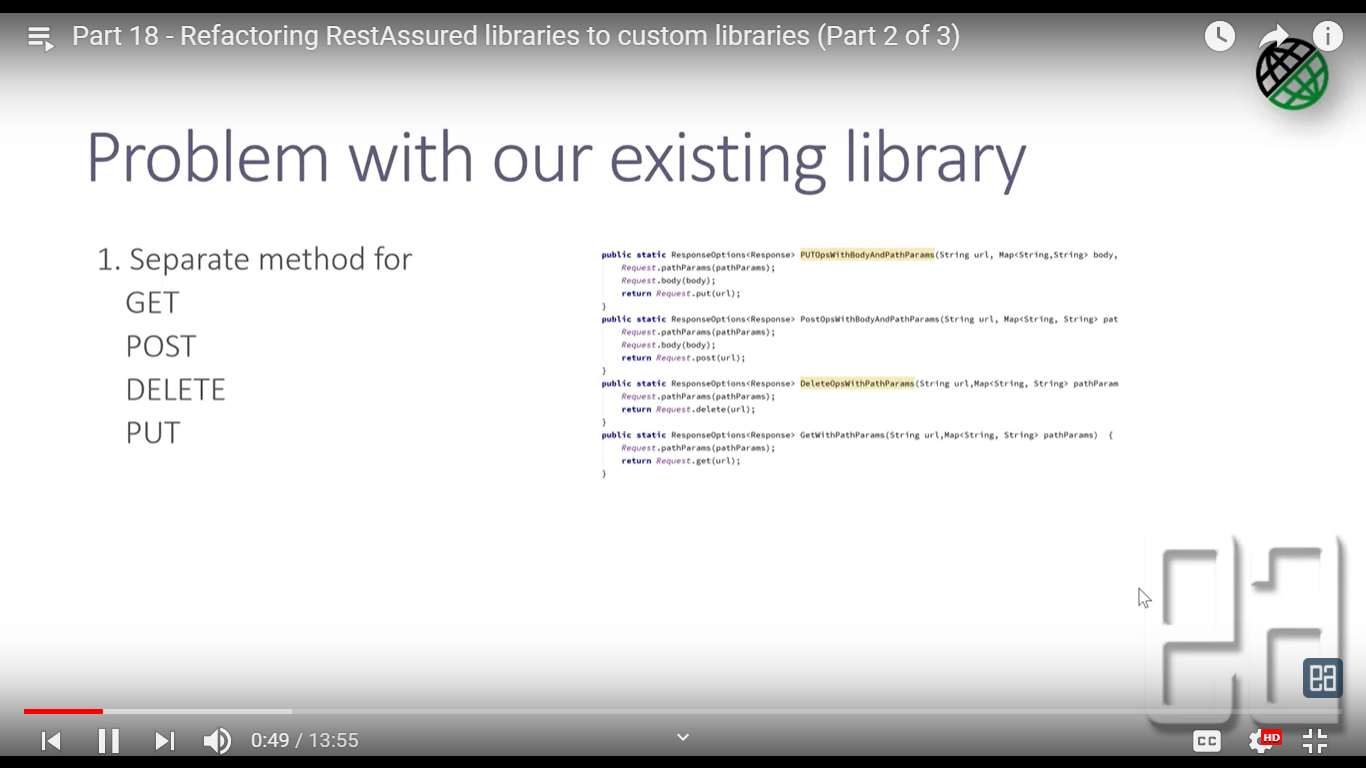 Part 18 - Refactoring RestAssured libraries to custom libraries (Part 2 of 3)
Problem with our existing library
1. Separate method for
GET
POST
DELETE
PUT
public static ResponseOptions<Response> PUTOpsWithBodyAndPathParams(String url, Map<String,String> body,
Request.pathParams(pathParams);
Request.body(body);
return Request.put(url);
}
public static ResponseOptions<Response> PostOpsWithBodyAndPathParams(String url, Map<String, String> pat
Request.pathParams(pathParams);
Request.body(body);
return Request.post(url);
}
public static ResponseOptions<Response> DeleteOpsWithPathParams(String url,Map<String, String> pathParam
Request.pathParams(pathParams);
return Request.delete(url);
}
public static ResponseOptions<Response> GetWithPathParams(String url,Map<String, String> pathParams) {
Request.pathParams(pathParams);
return Request.get(url);
}
ea
ea
0:49 / 13:55
CC
HD